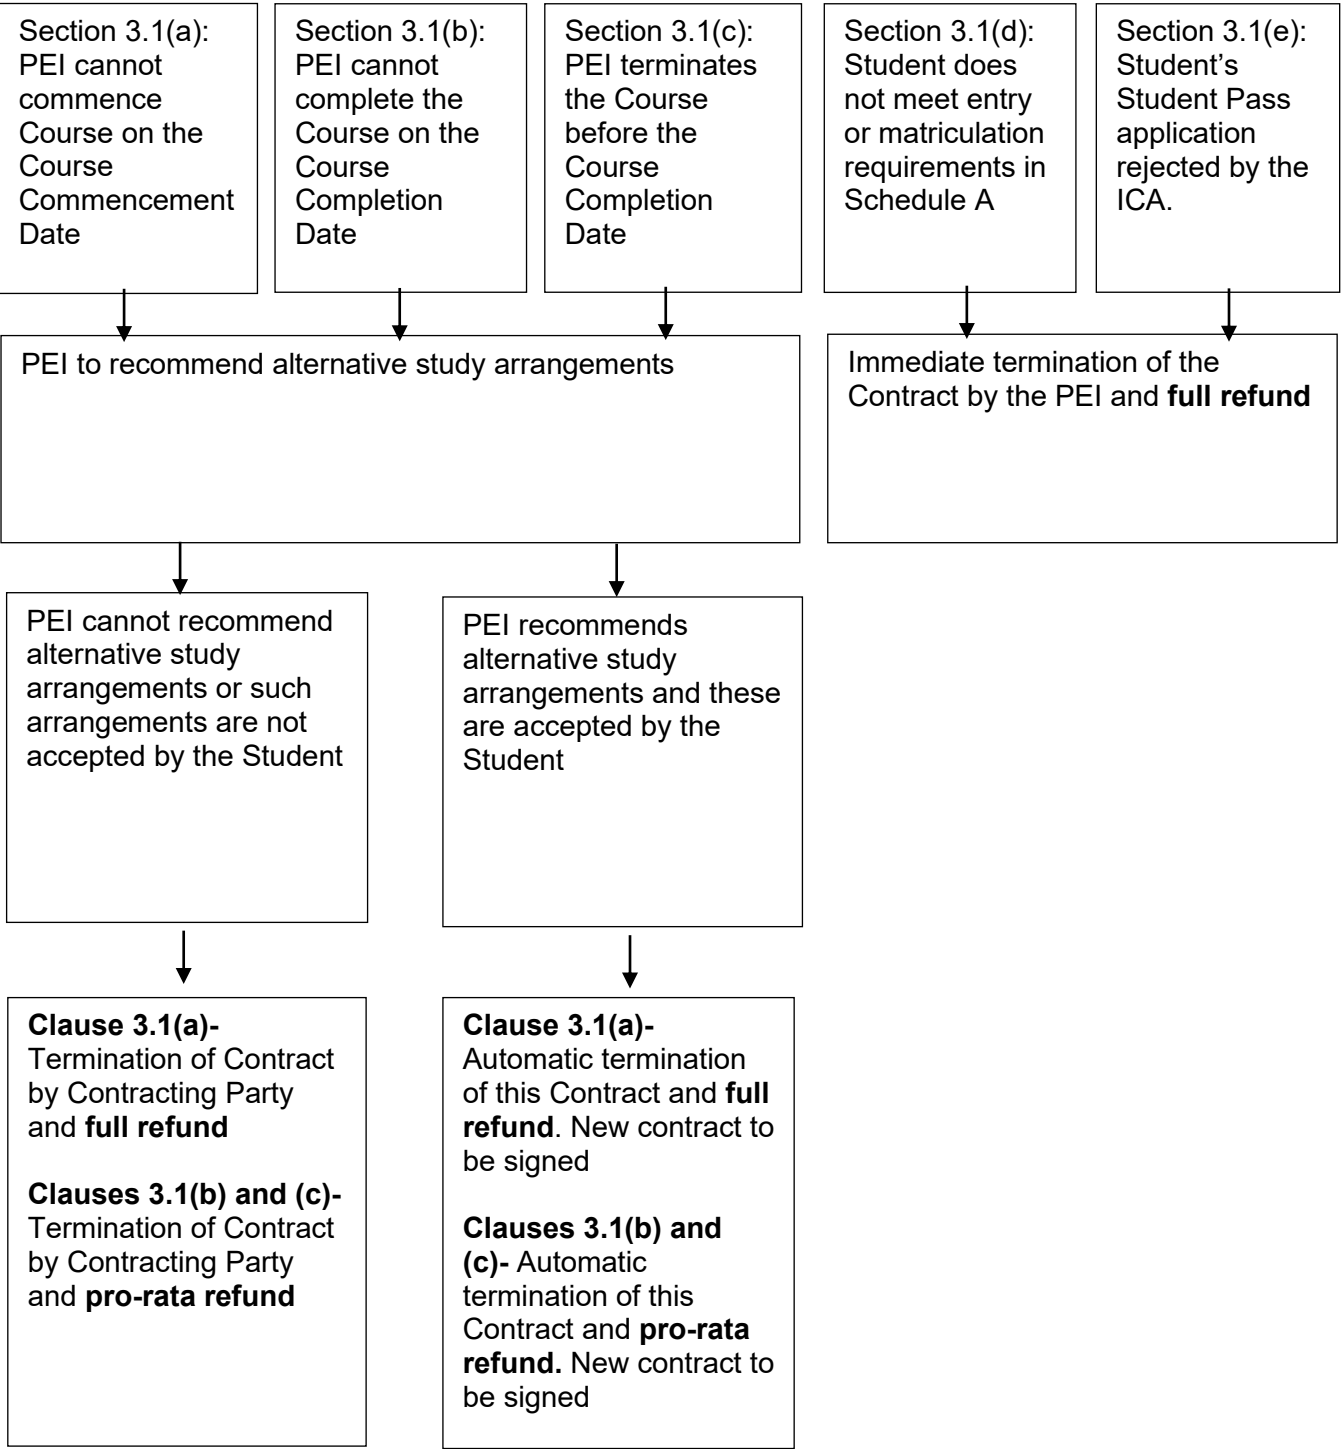 Section 3.1(a):
PEI cannot
commence
Course on the
Course
Commencement
Date
Section 3.1(b):
PEI cannot
complete the
Course on the
Course
Completion
Date
Section 3.1(c):
PEI terminates
the Course
before the
Course
Completion
Date
Section 3.1(d):
Student does
not meet entry
or matriculation
requirements in
Schedule A
Section 3.1(e):
Student’s
Student Pass
application
rejected by the
ICA.
PEI to recommend alternative study arrangements
Immediate termination of the
Contract by the PEI and full refund
PEI cannot recommend
alternative study
arrangements or such
arrangements are not
accepted by the Student
PEI recommends
alternative study
arrangements and these
are accepted by the
Student
Clause 3.1(a)-
Termination of Contract
by Contracting Party
and full refund
Clauses 3.1(b) and (c)-
Termination of Contract
by Contracting Party
and pro-rata refund
Clause 3.1(a)-
Automatic termination
of this Contract and full
refund. New contract to
be signed
Clauses 3.1(b) and
(c)- Automatic
termination of this
Contract and pro-rata
refund. New contract to
be signed